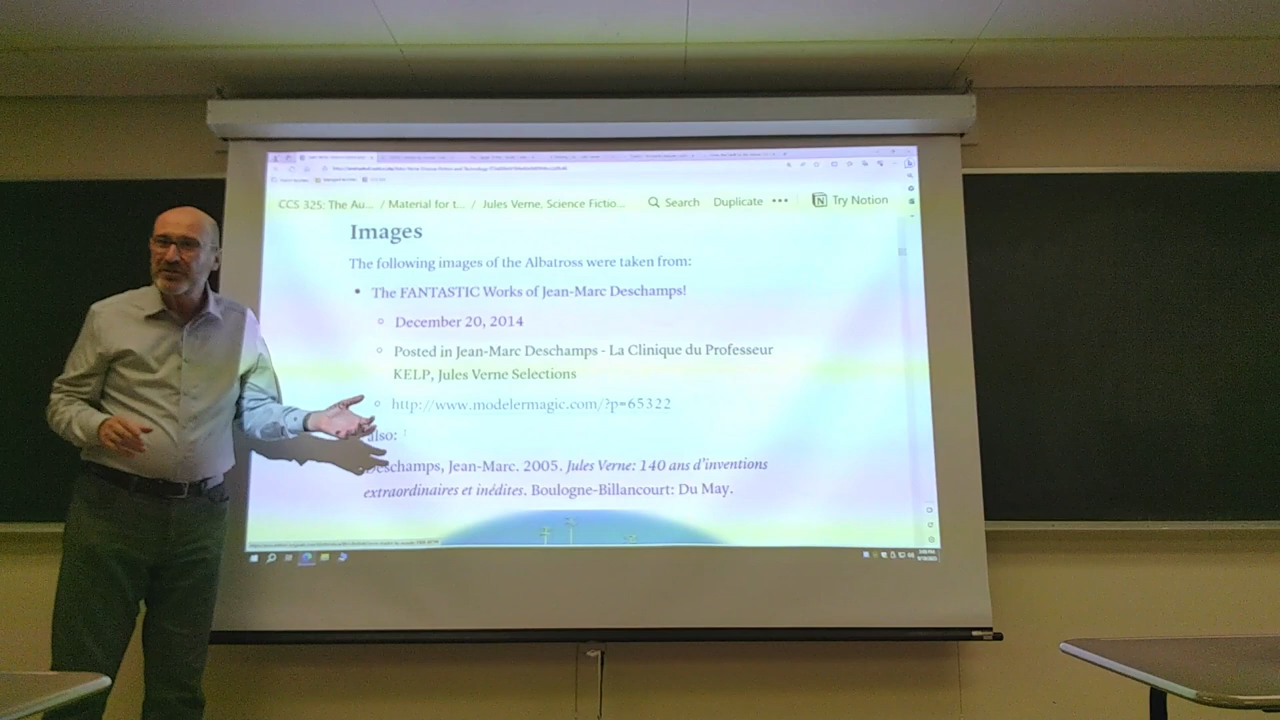 CCS 325: The Au... / Material for t... / Jules Verne, Science Fictio... Search Duplicate ••• Try Notion
Images
The following images of the Albatross were taken from:
• The FANTASTIC Works of Jean-Marc Deschamps!
◦ December 20, 2014
◦ Posted in Jean-Marc Deschamps - La Clinique du Professeur
KELP, Jules Verne Selections
◦ http://www.modelermagic.com/?p=65322
also:
Deschamps, Jean-Marc. 2005. Jules Verne: 140 ans d'inventions
extraordinaires et inédites. Boulogne-Billancourt: Du May.